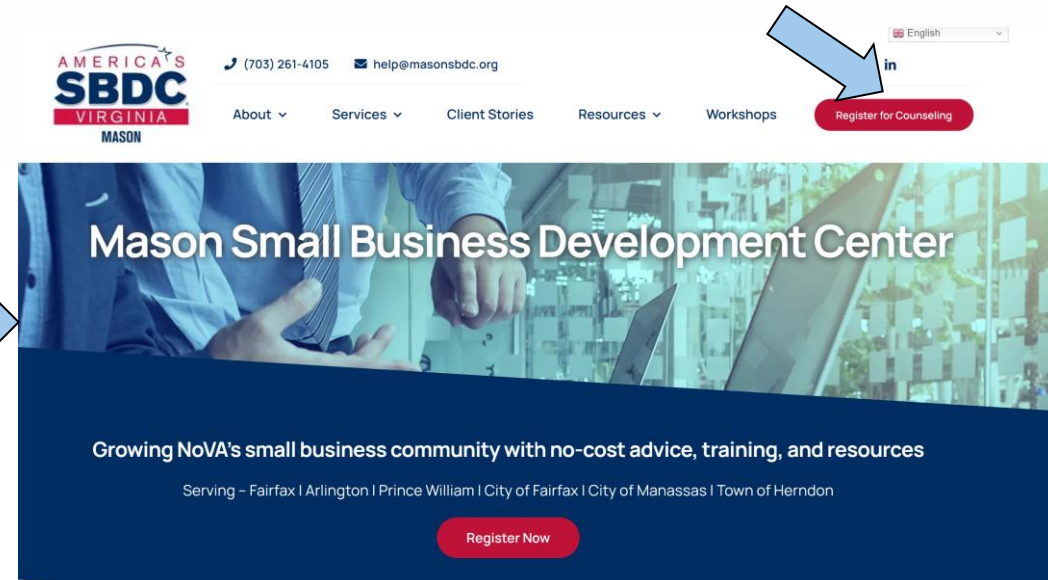 English
AMERICA'S
SBDC
VIRGINIA
MASON
(703) 261-4105 help@masonsbdc.org
in
About Services Client Stories Resources Workshops Register for Counseling
Mason Small Business Development Center
Growing NoVA's small business community with no-cost advice, training, and resources
Serving – Fairfax | Arlington | Prince William | City of Fairfax | City of Manassas | Town of Herndon
Register Now